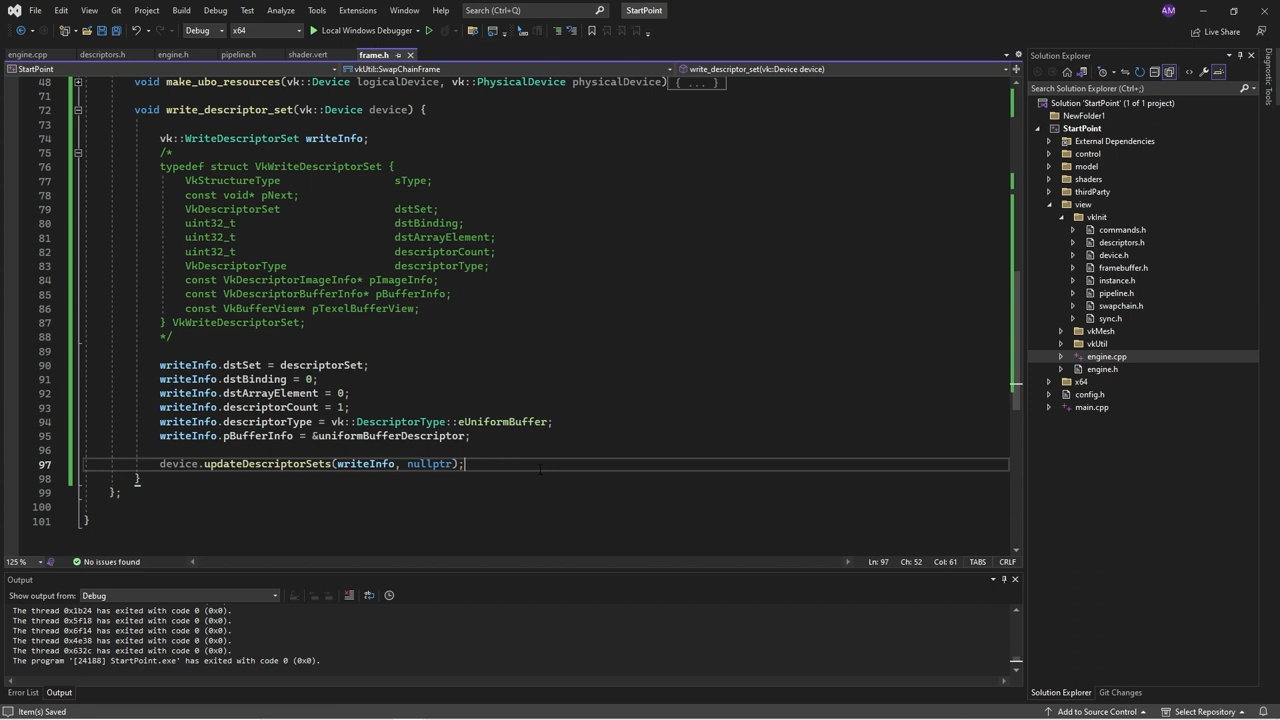 File Edit View Git Project Build Debug Test Analyze Tools Extensions Window Help Search (Ctrl+Q) StartPoint AM
Debug x64 Local Windows Debugger Live Share
engine.cpp descriptors.h engine.h pipeline.h shader.vert frame.h
StartPoint vkUtil::SwapChainFrame write_descriptor_set(vk::Device device)
48 void make_ubo_resources(vk::Device logicalDevice, vk::PhysicalDevice physicalDevice) { ... }
71
72 void write_descriptor_set(vk::Device device) {
73
74 vk::WriteDescriptorSet writeInfo;
75 /*
76 typedef struct VkWriteDescriptorSet {
77 VkStructureType sType;
78 const void* pNext;
79 VkDescriptorSet dstSet;
80 uint32_t dstBinding;
81 uint32_t dstArrayElement;
82 uint32_t descriptorCount;
83 VkDescriptorType descriptorType;
84 const VkDescriptorImageInfo* pImageInfo;
85 const VkDescriptorBufferInfo* pBufferInfo;
86 const VkBufferView* pTexelBufferView;
87 } VkWriteDescriptorSet;
88 */
89
90 writeInfo.dstSet = descriptorSet;
91 writeInfo.dstBinding = 0;
92 writeInfo.dstArrayElement = 0;
93 writeInfo.descriptorCount = 1;
94 writeInfo.descriptorType = vk::DescriptorType::eUniformBuffer;
95 writeInfo.pBufferInfo = &uniformBufferDescriptor;
96
97 device.updateDescriptorSets(writeInfo, nullptr);
98 }
99 };
100
101 }
125 % No issues found Ln: 97 Ch: 52 Col: 61 TABS CRLF
Output
Show output from: Debug
The thread 0x1b24 has exited with code 0 (0x0).
The thread 0x5f18 has exited with code 0 (0x0).
The thread 0x6f14 has exited with code 0 (0x0).
The thread 0x4e38 has exited with code 0 (0x0).
The thread 0x632c has exited with code 0 (0x0).
The program '[24188] StartPoint.exe' has exited with code 0 (0x0).
Error List Output
Solution Explorer
Search Solution Explorer (Ctrl+;)
Solution 'StartPoint' (1 of 1 project)
NewFolder1
StartPoint
External Dependencies
control
model
shaders
thirdParty
view
vkInit
commands.h
descriptors.h
device.h
framebuffer.h
instance.h
pipeline.h
swapchain.h
sync.h
vkMesh
vkUtil
engine.cpp
engine.h
x64
config.h
main.cpp
Solution Explorer Git Changes
Diagnostic Tools
Item(s) Saved Add to Source Control Select Repository